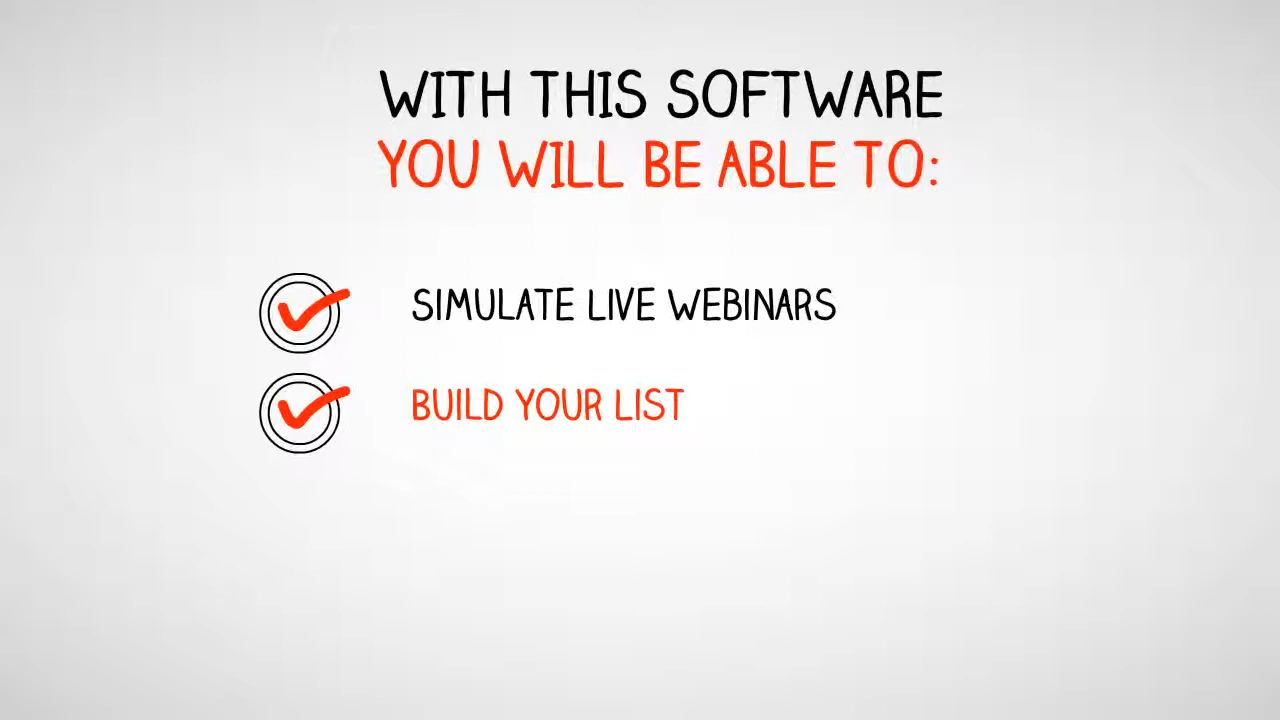 WITH THIS SOFTWARE
YOU WILL BE ABLE TO:
SIMULATE LIVE WEBINARS
BUILD YOUR LIST